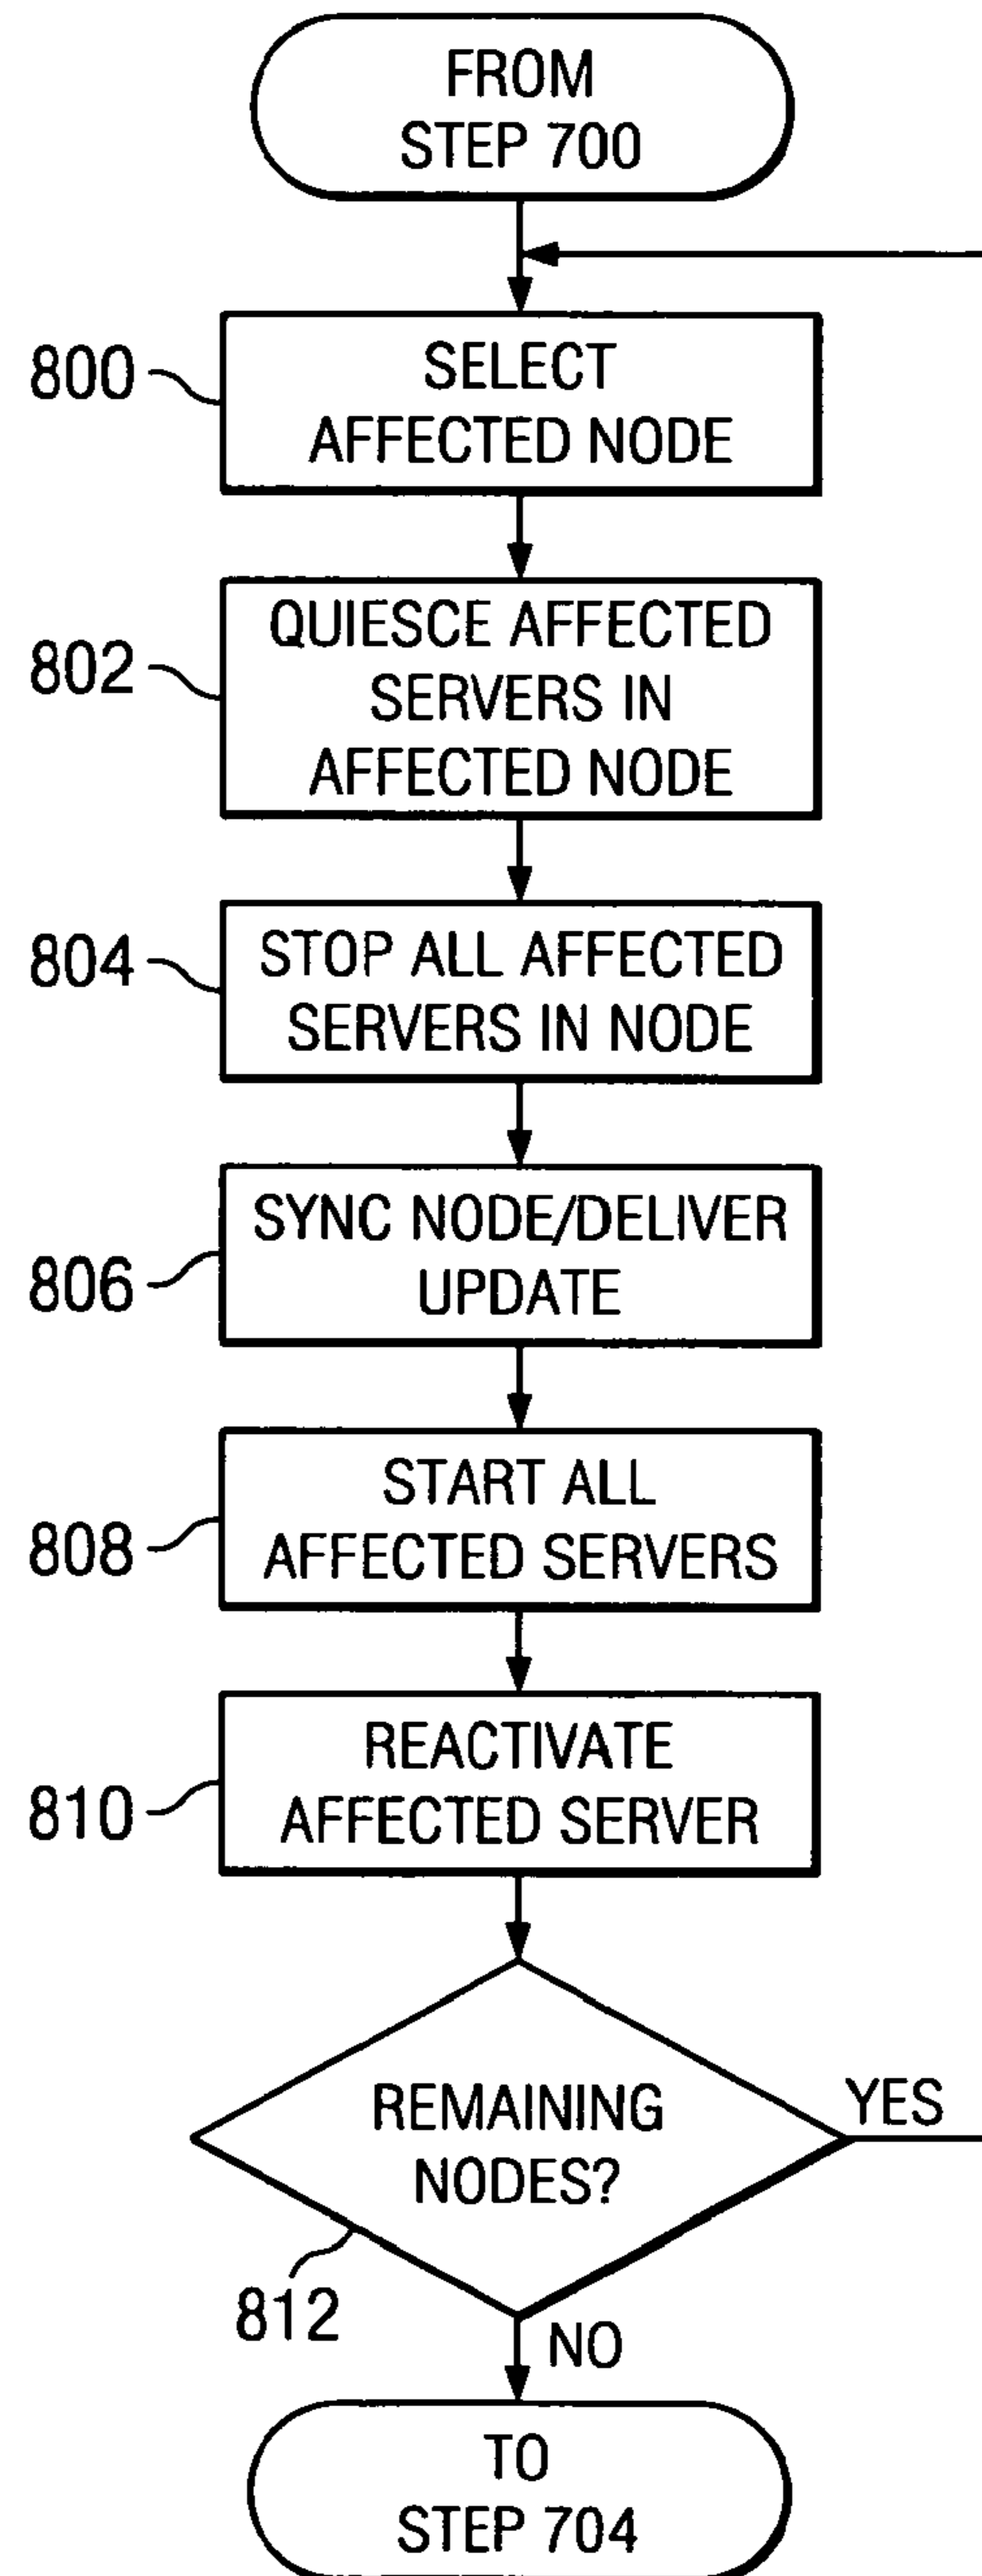 FROM
STEP 700
800
SELECT
AFFECTED NODE
802
QUIESCE AFFECTED
SERVERS IN
AFFECTED NODE
804
STOP ALL AFFECTED
SERVERS IN NODE
806
SYNC NODE/DELIVER
UPDATE
808
START ALL
AFFECTED SERVERS
810
REACTIVATE
AFFECTED SERVER
REMAINING
NODES?
YES
812
NO
TO
STEP 704